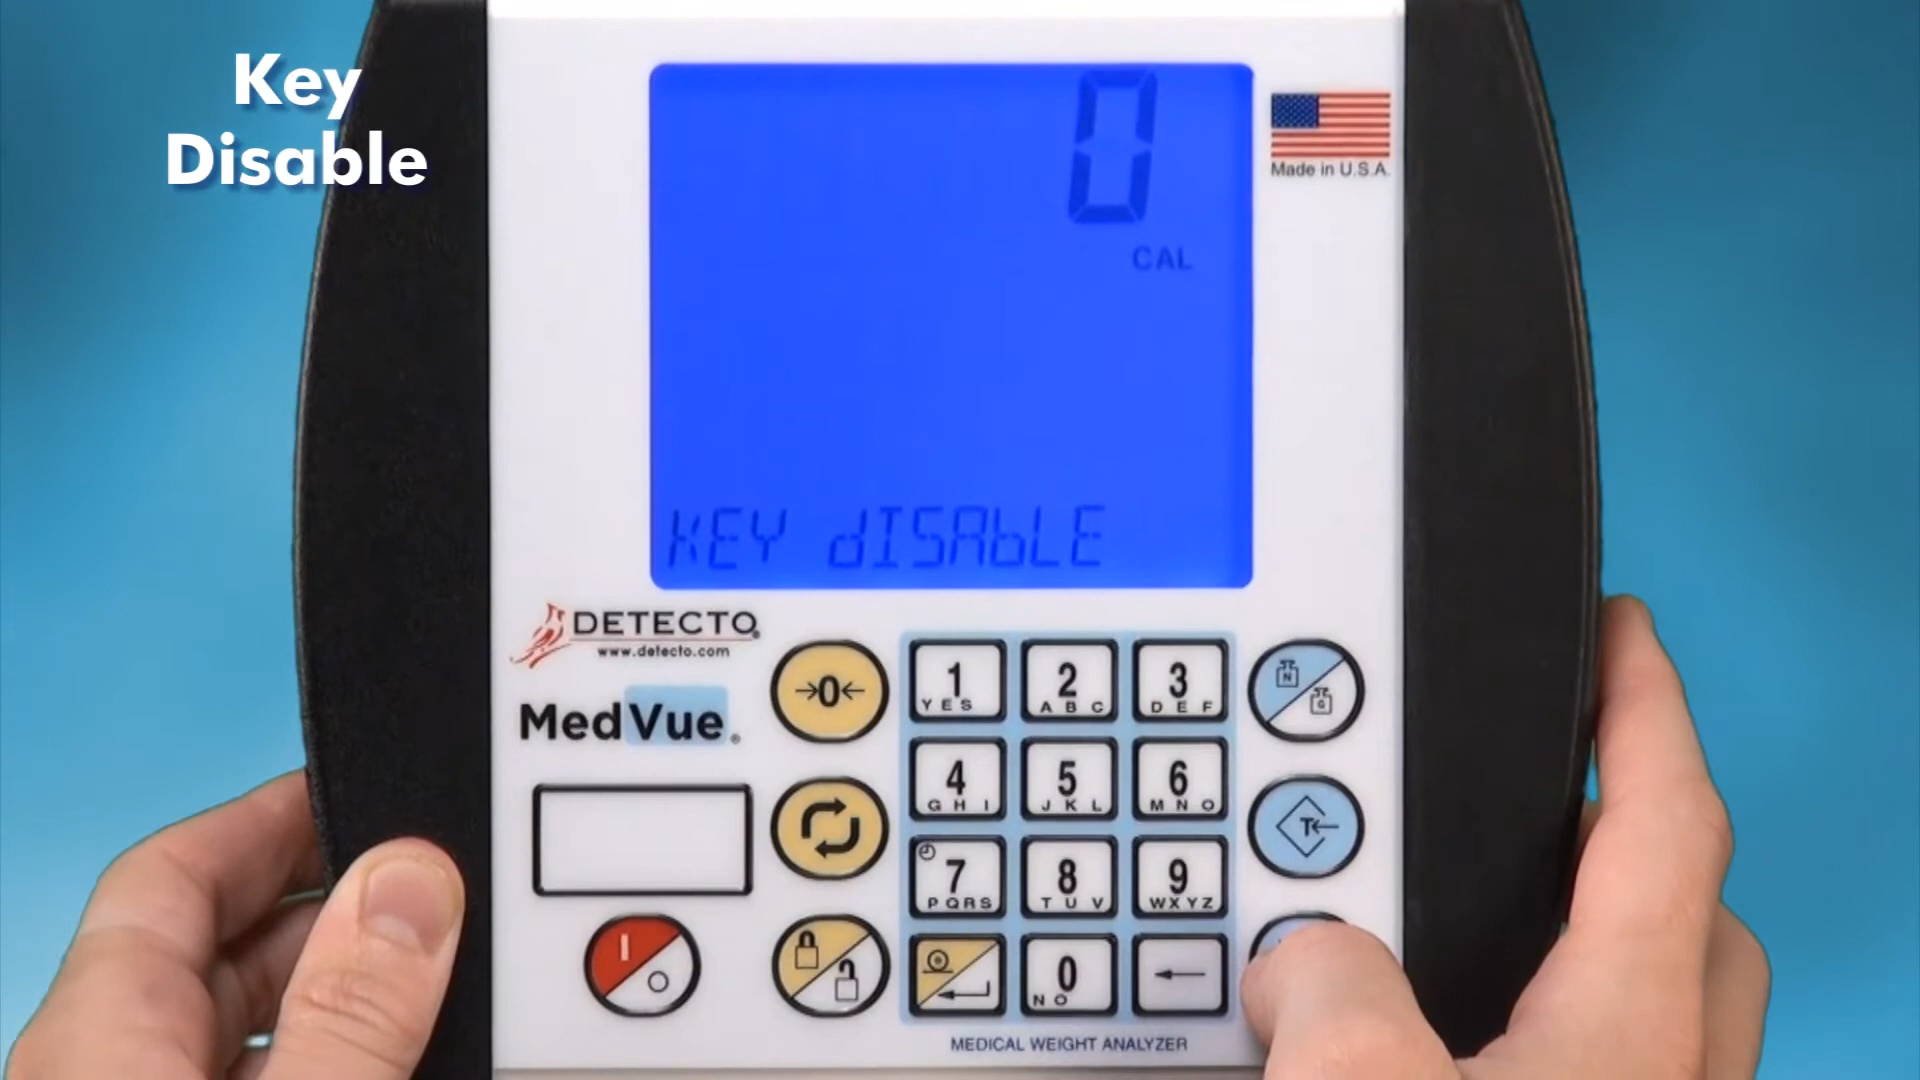 Key
Disable
0
CAL
KEY dISAbLE
Made in U.S.A.
DETECTO®
www.detecto.com
MedVue®
→0←
1
YES
2
ABC
3
DEF
N
G
4
GHI
5
JKL
6
MNO
T←
7
PQRS
8
TUV
9
WXYZ
I
O
0
NO
←
MEDICAL WEIGHT ANALYZER